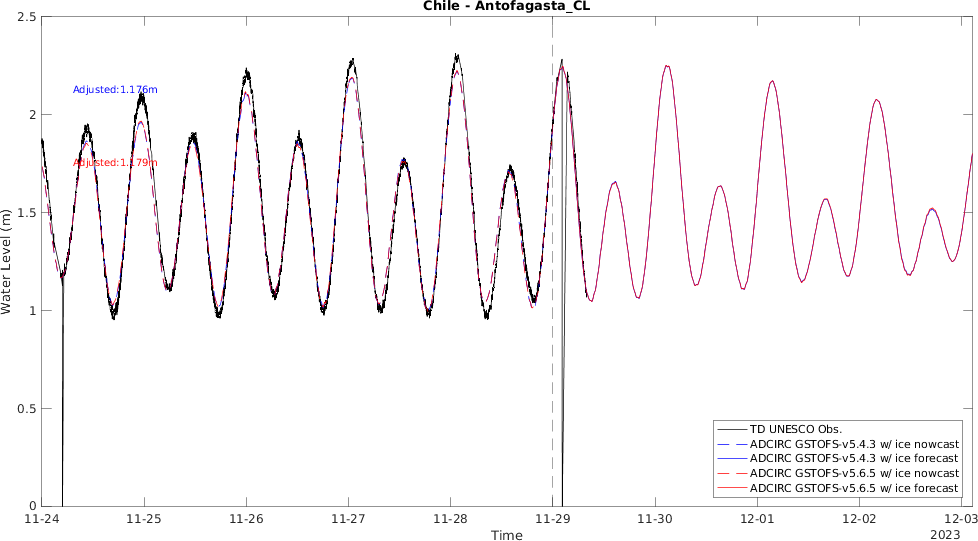 Chile - Antofagasta_CL
2.5
2
1.5
1
0.5
0
Water Level (m)
Adjusted:1.176m
Adjusted:1.179m
TD UNESCO Obs.
ADCIRC GSTOFS-v5.4.3 w/ ice nowcast
ADCIRC GSTOFS-v5.4.3 w/ ice forecast
ADCIRC GSTOFS-v5.6.5 w/ ice nowcast
ADCIRC GSTOFS-v5.6.5 w/ ice forecast
11-24 11-25 11-26 11-27 11-28 11-29 11-30 12-01 12-02 12-03
Time
2023